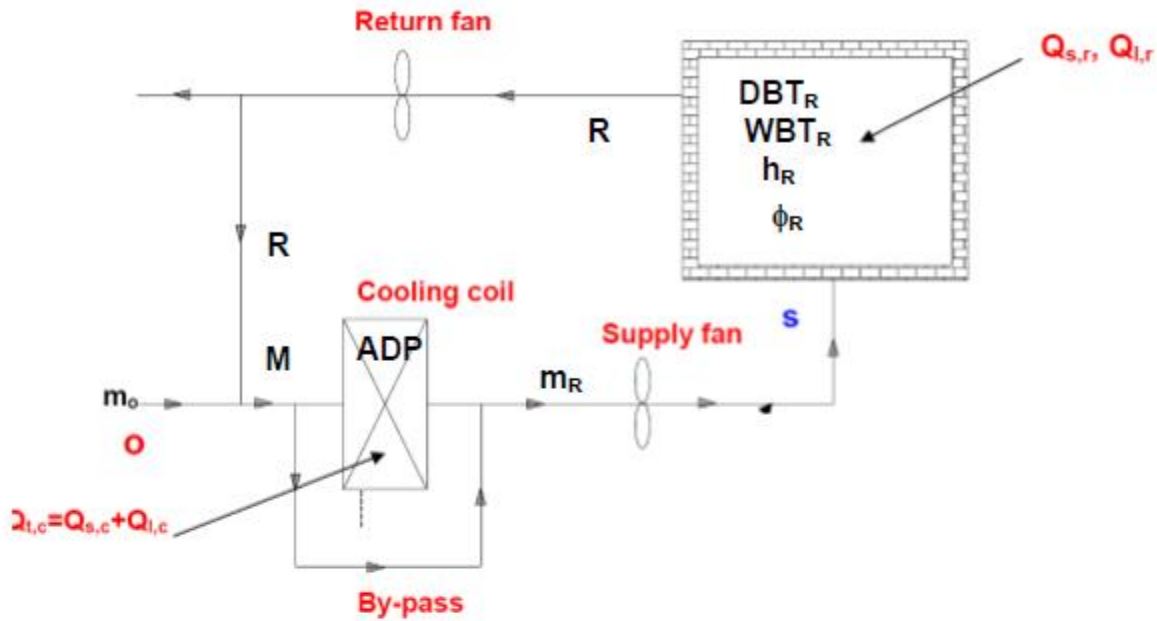 Return fan
Qs,r, Ql,r
DBTR
WBTR
hR
ϕR
R
R
Cooling coil
ADP
M
mo
O
Supply fan
mR
s
Qt,c=Qs,c+Ql,c
By-pass